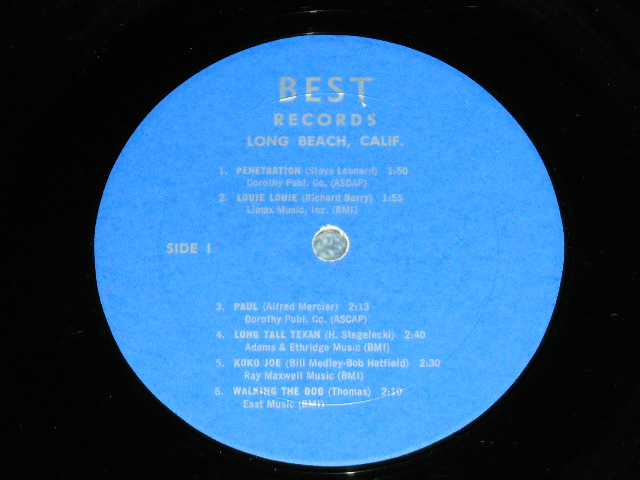 BEST
RECORDS
LONG BEACH, CALIF.
1. PENETRATION (Steve Leonard) 1:50
Dorothy Publ. Co. (ASCAP)
2. LOUIE LOUIE (Richard Berry) 1:55
Limax Music, Inc. (BMI)
SIDE 1
3. PAUL (Alfred Mercier) 2:13
Dorothy Publ. Co. (ASCAP)
4. LONG TALL TEXAN (H. Stegelecki) 2:40
Adams & Ethridge Music (BMI)
5. KOKO JOE (Bill Medley-Bob Hatfield) 2:30
Ray Maxwell Music (BMI)
6. WALKING THE DOG (Thomas) 2:10
East Music (BMI)